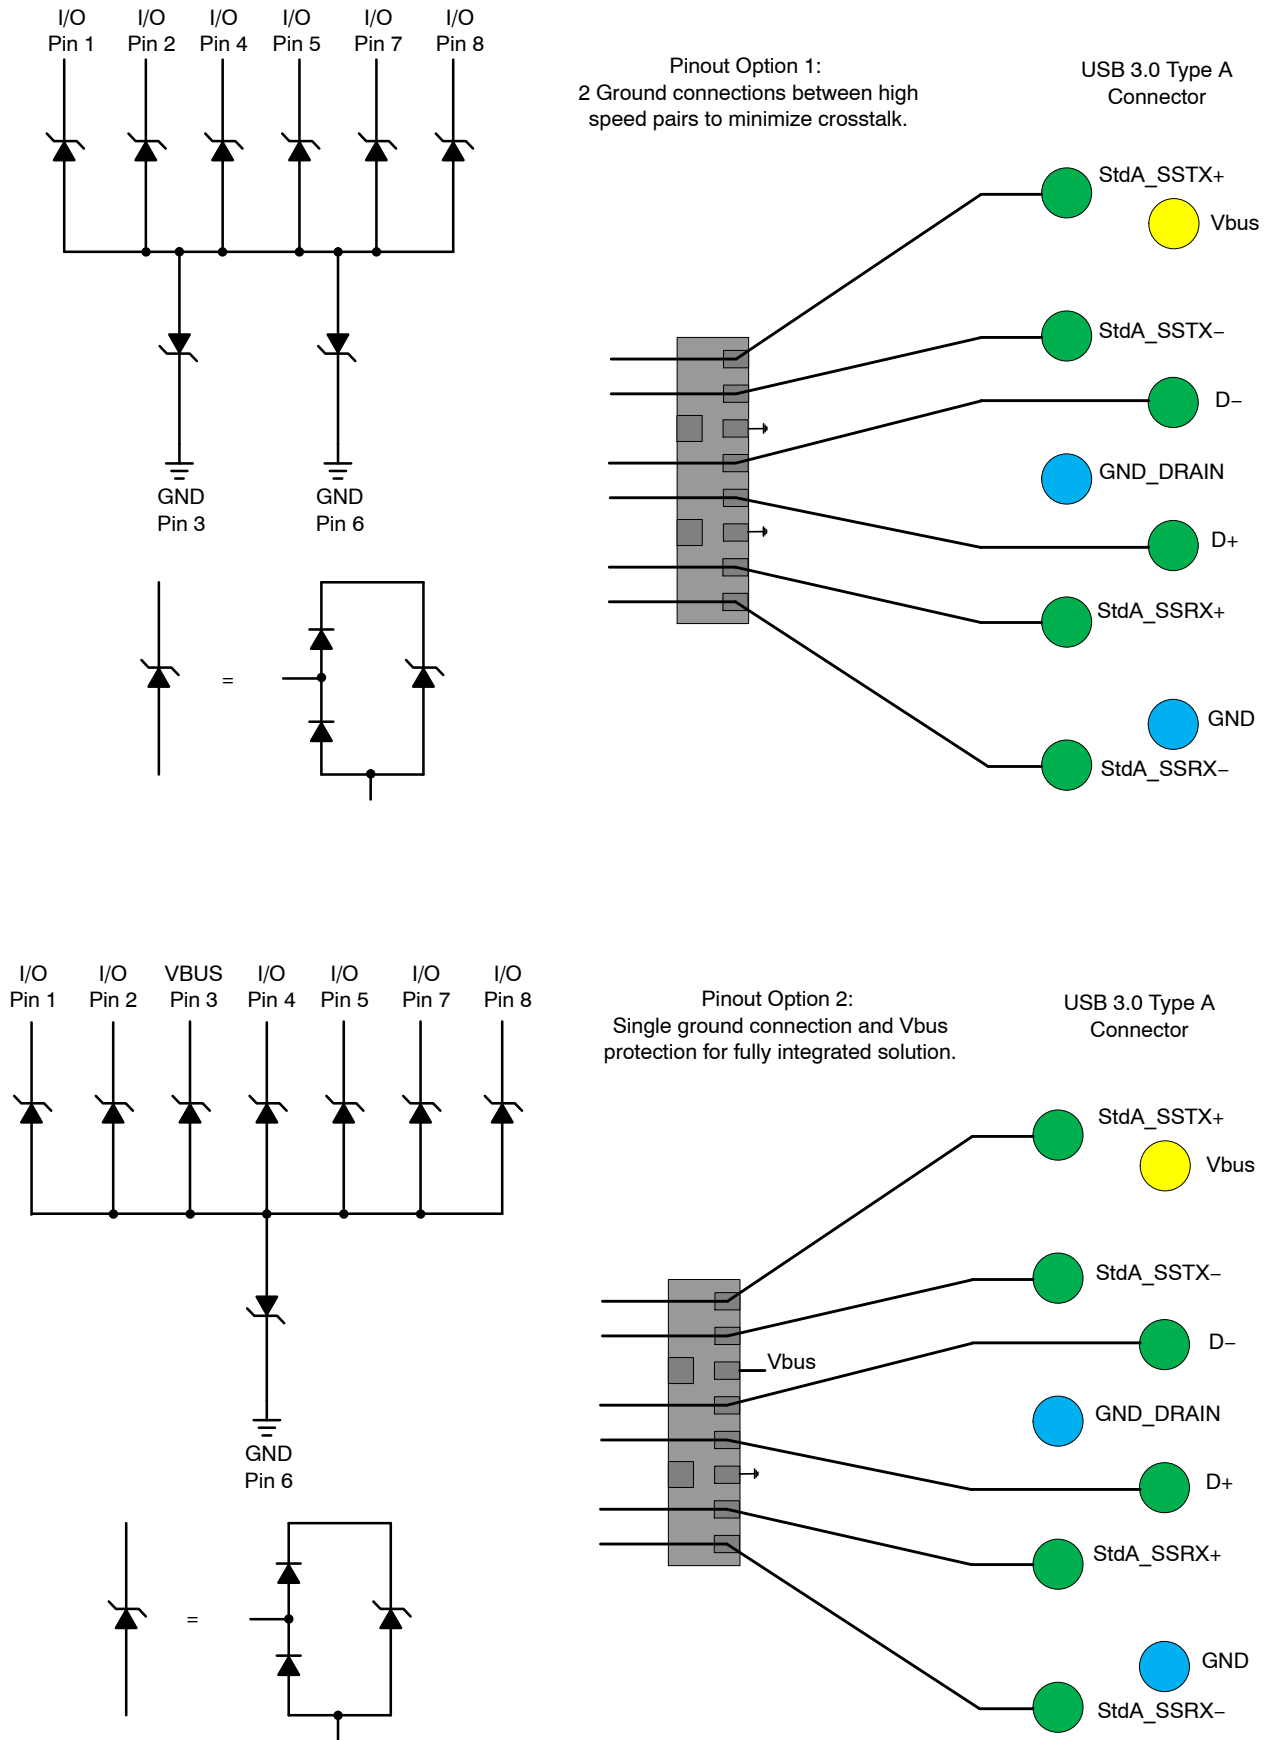 I/O I/O I/O I/O I/O I/O
Pin 1 Pin 2 Pin 4 Pin 5 Pin 7 Pin 8
GND GND
Pin 3 Pin 6
=
Pinout Option 1:
2 Ground connections between high
speed pairs to minimize crosstalk.
USB 3.0 Type A
Connector
StdA_SSTX+
Vbus
StdA_SSTX−
D−
GND_DRAIN
D+
StdA_SSRX+
GND
StdA_SSRX−
I/O I/O VBUS I/O I/O I/O I/O
Pin 1 Pin 2 Pin 3 Pin 4 Pin 5 Pin 7 Pin 8
GND
Pin 6
=
Pinout Option 2:
Single ground connection and Vbus
protection for fully integrated solution.
USB 3.0 Type A
Connector
StdA_SSTX+
Vbus
StdA_SSTX−
D−
Vbus
GND_DRAIN
D+
StdA_SSRX+
GND
StdA_SSRX−